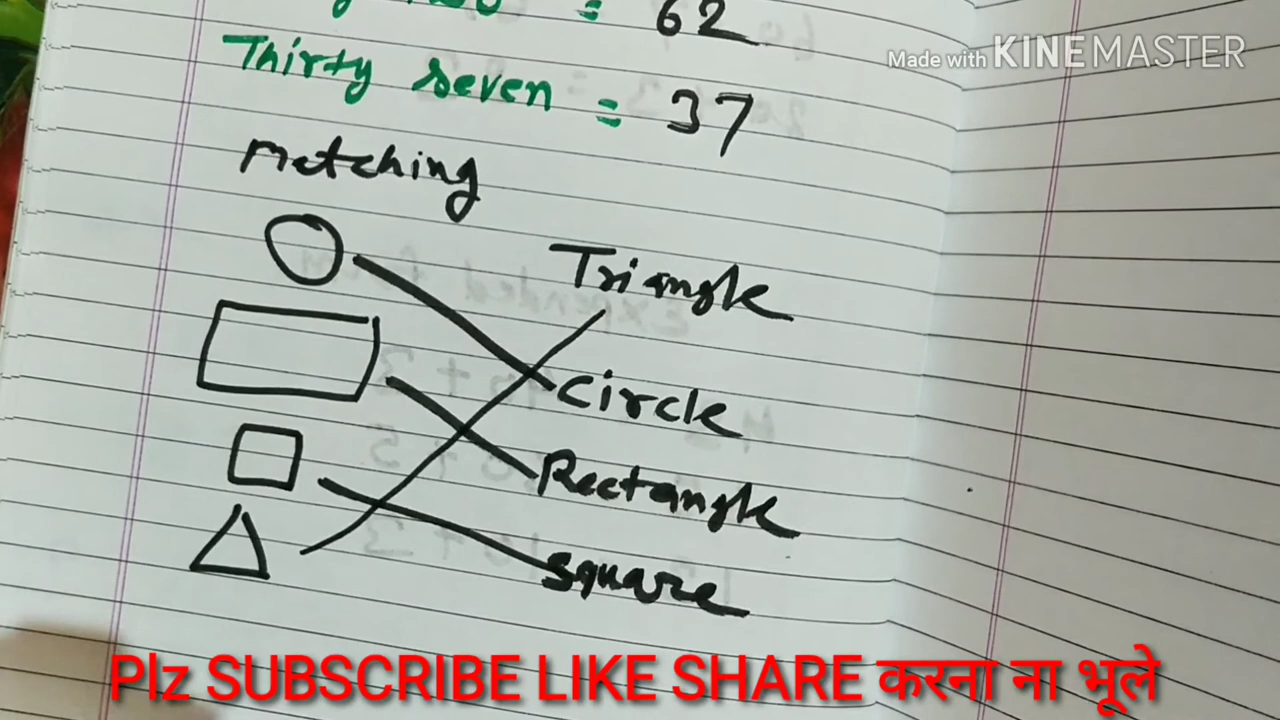 = 62
Made with KINEMASTER
Thirty seven = 37
Matching
Triangle
Circle
Rectangle
Square
Plz SUBSCRIBE LIKE SHARE करना ना भूले